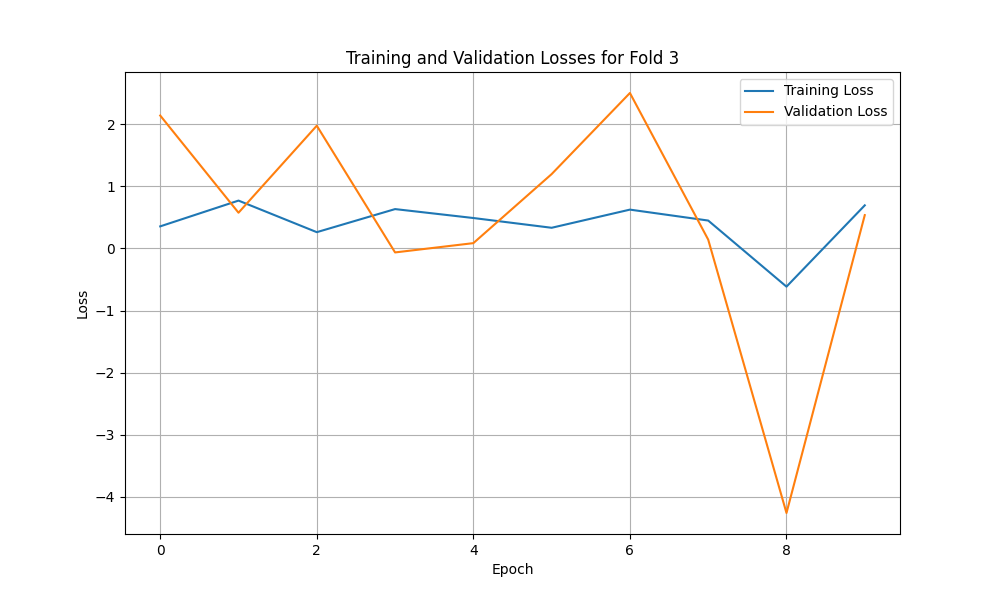 Training and Validation Losses for Fold 3
Training Loss
Validation Loss
2
1
0
−1
−2
−3
−4
Loss
0 2 4 6 8
Epoch